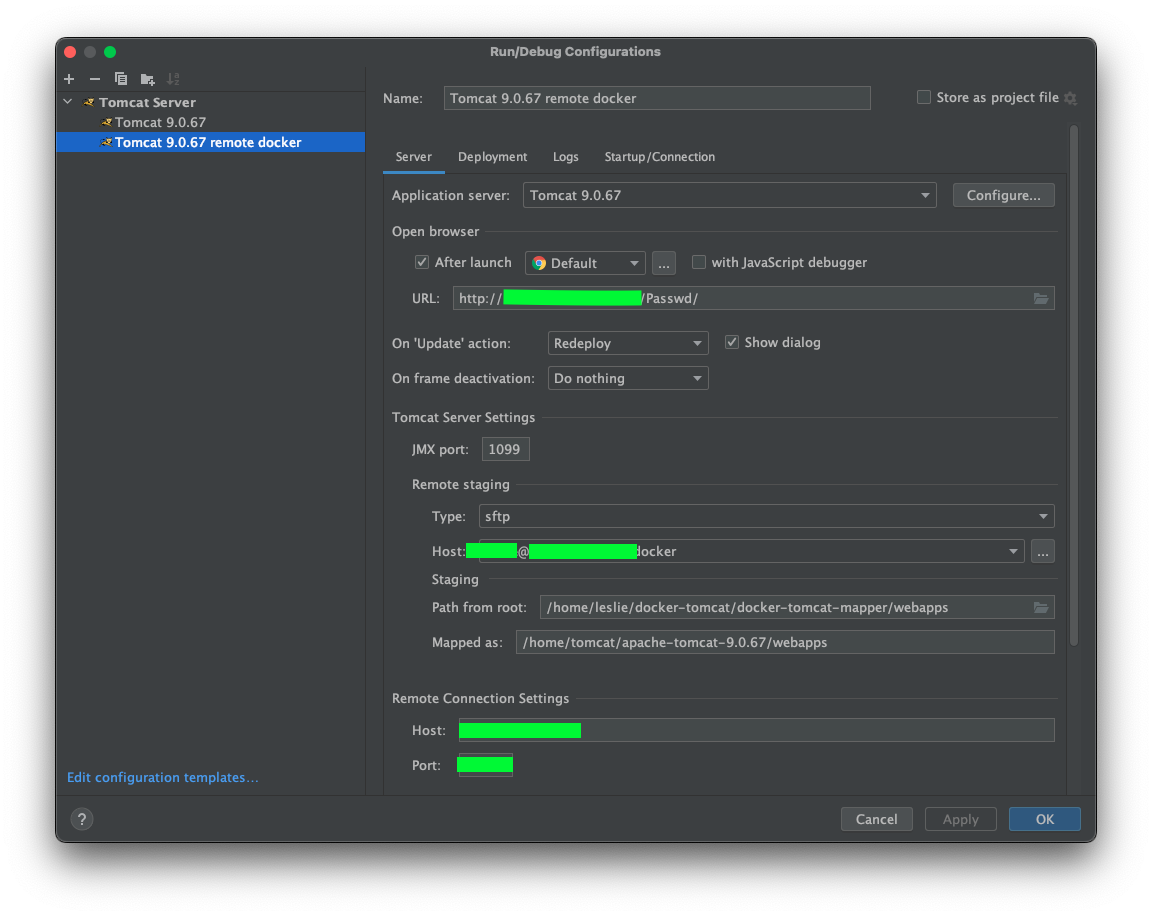 Run/Debug Configurations
Tomcat Server
Tomcat 9.0.67
Tomcat 9.0.67 remote docker
Edit configuration templates...
Name: Tomcat 9.0.67 remote docker Store as project file
Server Deployment Logs Startup/Connection
Application server: Tomcat 9.0.67 Configure...
Open browser
After launch Default ... with JavaScript debugger
URL: http:// /Passwd/
On 'Update' action: Redeploy Show dialog
On frame deactivation: Do nothing
Tomcat Server Settings
JMX port: 1099
Remote staging
Type: sftp
Host: @ docker ...
Staging
Path from root: /home/leslie/docker-tomcat/docker-tomcat-mapper/webapps
Mapped as: /home/tomcat/apache-tomcat-9.0.67/webapps
Remote Connection Settings
Host:
Port:
? Cancel Apply OK